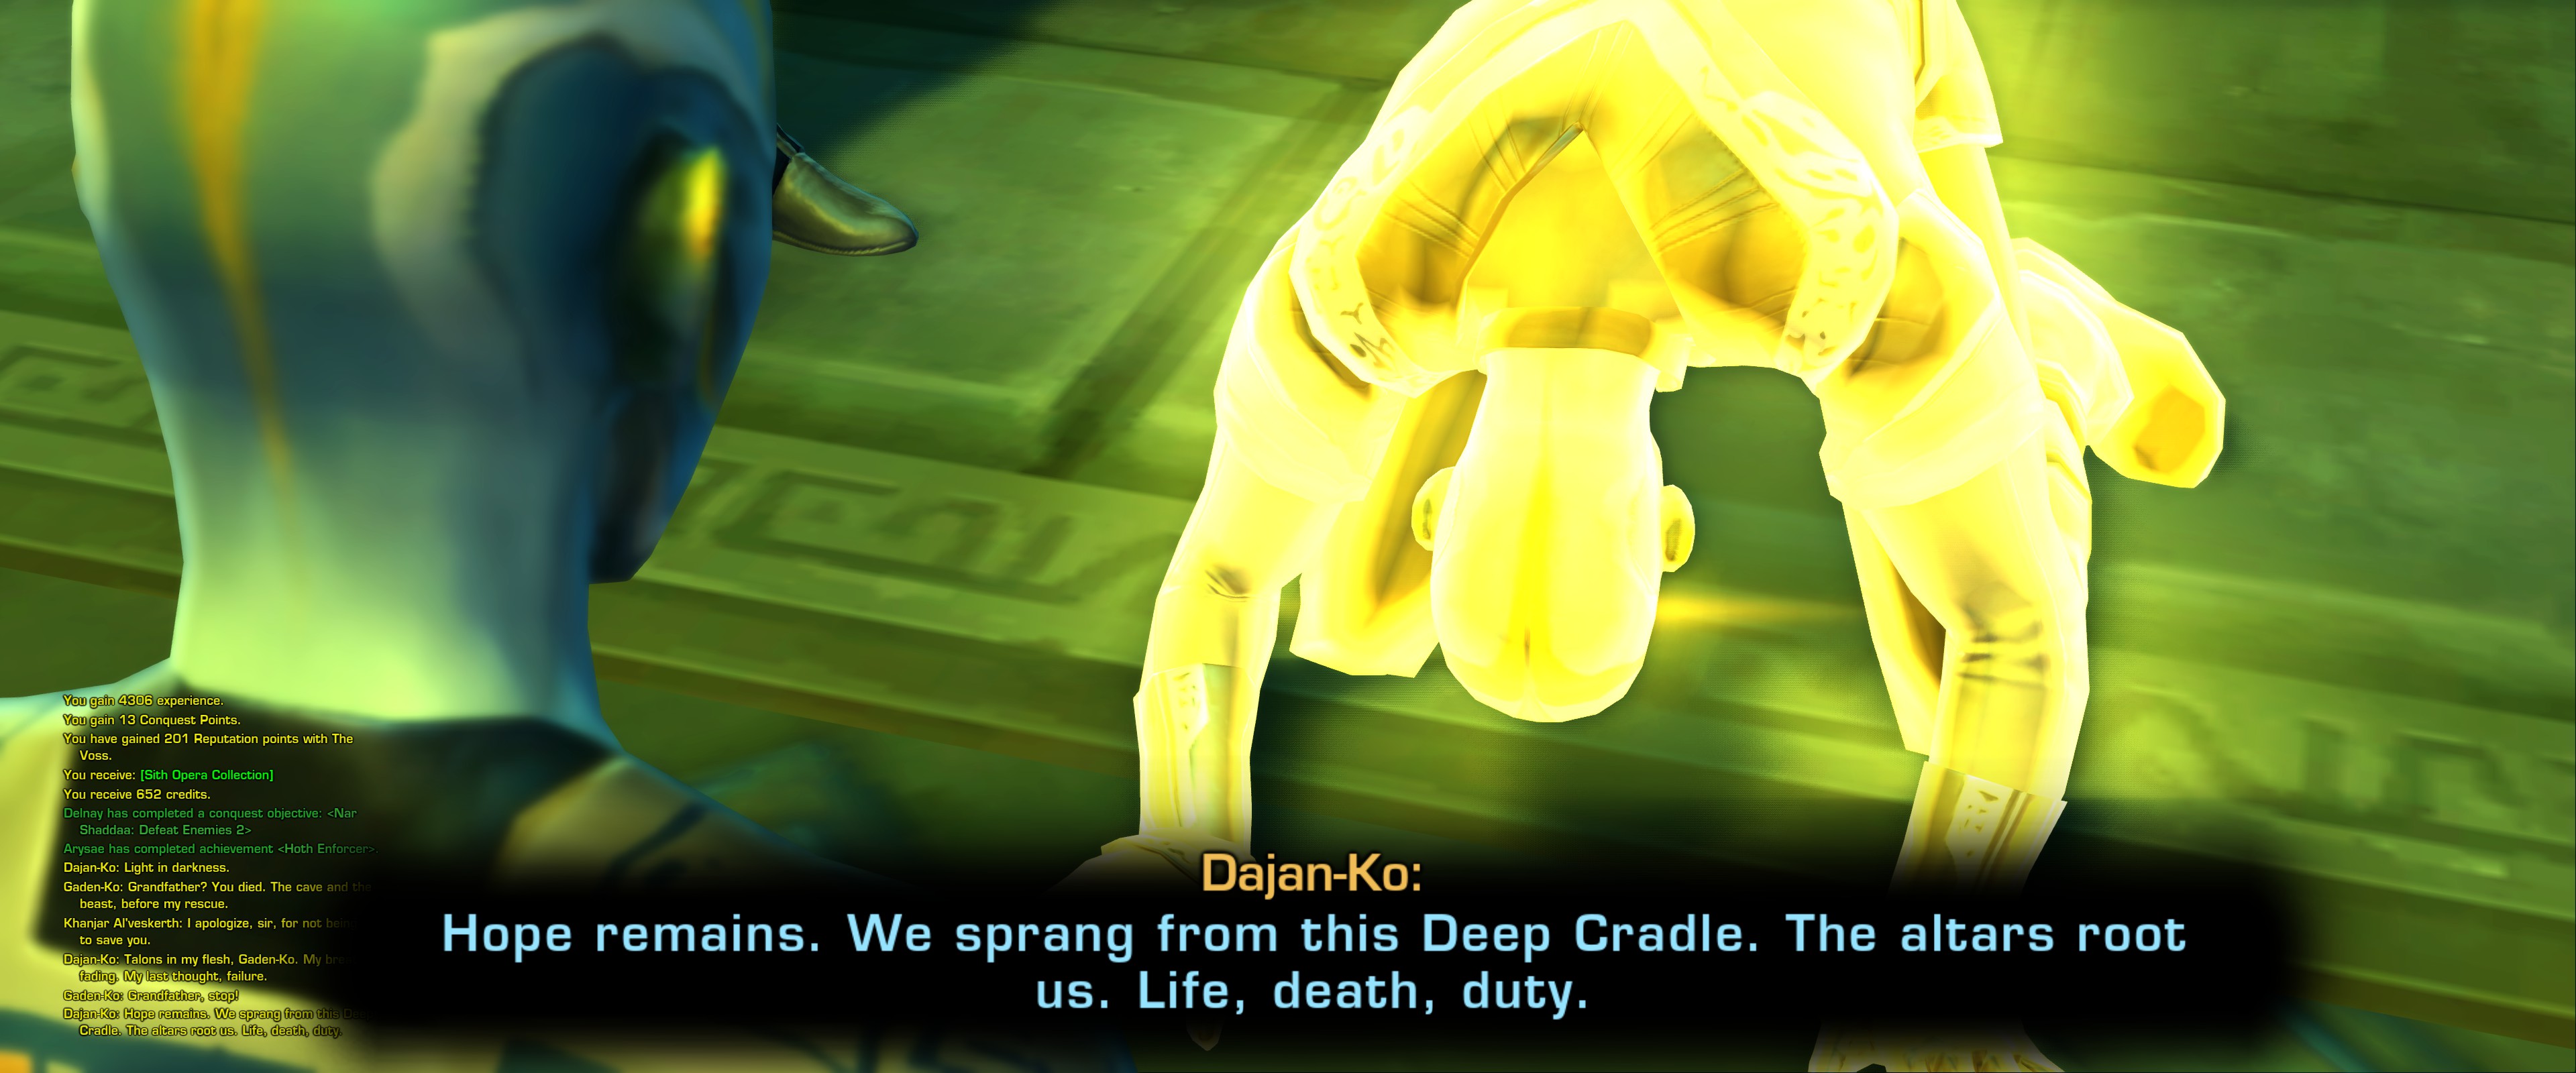 You gain 4306 experience.
You gain 13 Conquest Points.
You have gained 201 Reputation points with The
Voss.
You receive: [Sith Opera Collection]
You receive 652 credits.
Delnay has completed a conquest objective: <Nar
Shaddaa: Defeat Enemies 2>
Arysae has completed achievement <Hoth Enforcer>.
Dajan-Ko: Light in darkness.
Gaden-Ko: Grandfather? You died. The cave and the
beast, before my rescue.
Khanjar Al'veskerth: I apologize, sir, for not being
to save you.
Dajan-Ko: Talons in my flesh, Gaden-Ko. My
fading. My last thought, failure.
Gaden-Ko: Grandfather, stop!
Dajan-Ko: Hope remains. We sprang from this Deep
Cradle. The altars root us. Life, death, duty.
Dajan-Ko:
Hope remains. We sprang from this Deep Cradle. The altars root
us. Life, death, duty.